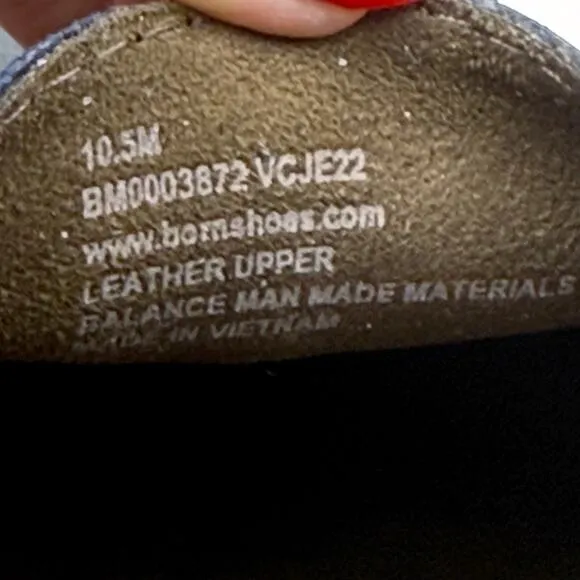 10.5M
BM0003872 VCJE22
www.bornshoes.com
LEATHER UPPER
BALANCE MAN MADE MATERIALS
MADE IN VIETNAM